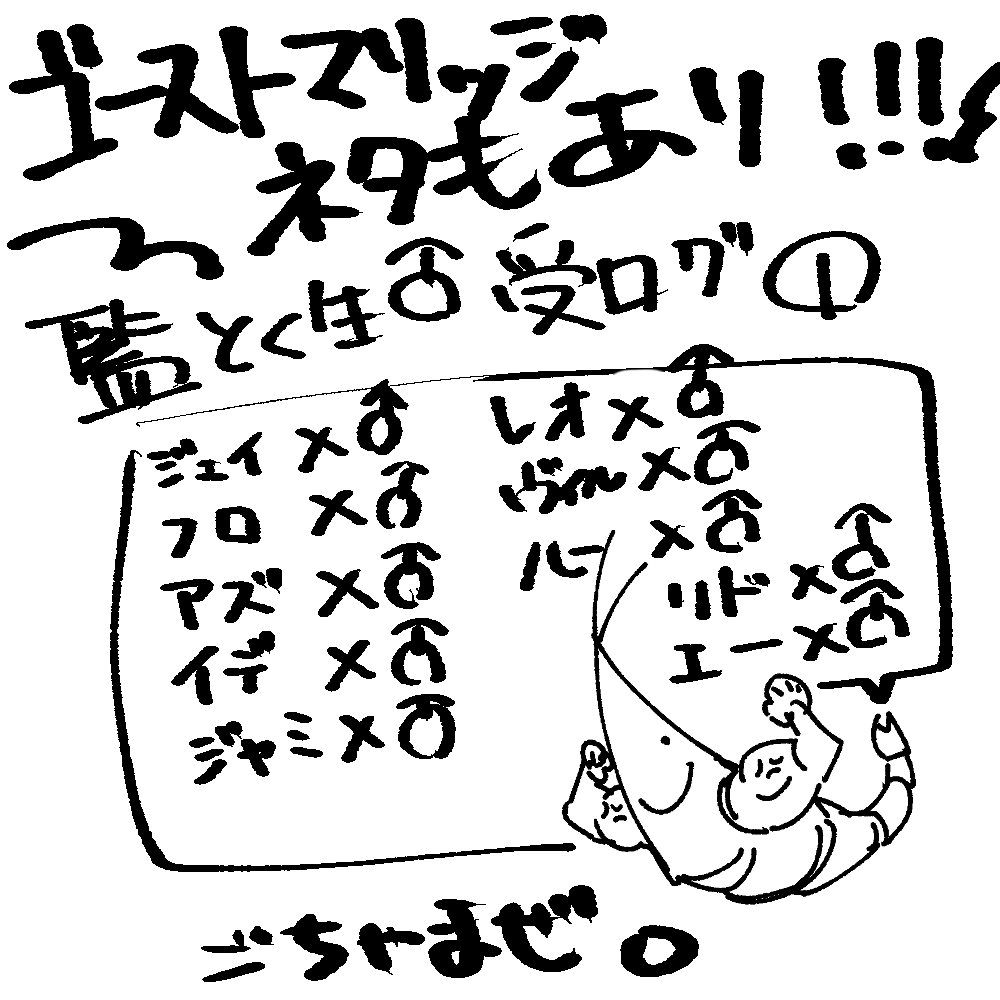 ゴーストマリッジ
ネタもあり!!!!
監とく生♂受ログ①
ジェイ×♂
フロ×♂
アズ×♂
イデ×♂
ジャミ×♂
レオ×♂
ヴィル×♂
ルー×♂
リド×♂
エー×♂
ごちゃまぜ。